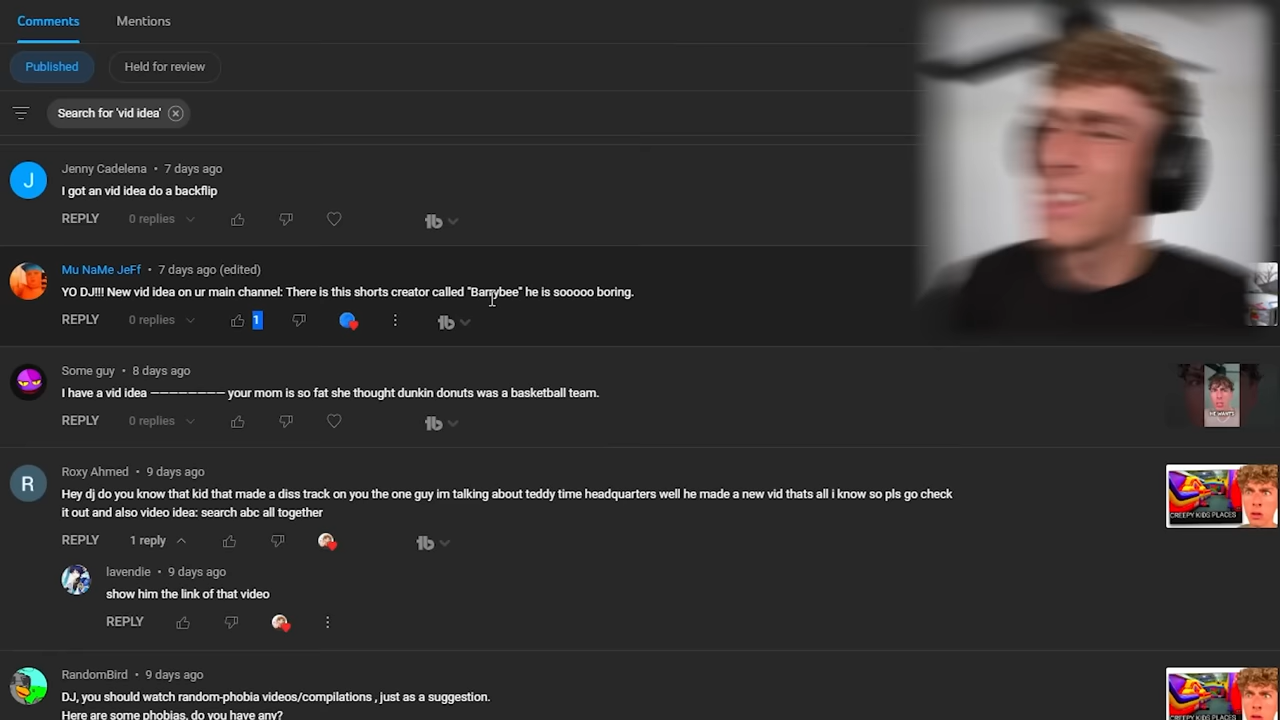 Comments Mentions
Published Held for review
Search for 'vid idea'
Jenny Cadelena • 7 days ago
I got an vid idea do a backflip
REPLY 0 replies
Mu NaMe JeFf • 7 days ago (edited)
YO DJ!!! New vid idea on ur main channel: There is this shorts creator called "Barrybee" he is sooooo boring.
REPLY 0 replies 1
Some guy • 8 days ago
I have a vid idea ———————— your mom is so fat she thought dunkin donuts was a basketball team.
REPLY 0 replies
HE WANTS
Roxy Ahmed • 9 days ago
Hey dj do you know that kid that made a diss track on you the one guy im talking about teddy time headquarters well he made a new vid thats all i know so pls go check
it out and also video idea: search abc all together
CREEPY KIDS PLACES
REPLY 1 reply
lavendie • 9 days ago
show him the link of that video
REPLY
RandomBird • 9 days ago
DJ, you should watch random-phobia videos/compilations , just as a suggestion.
Here are some phobias, do you have any?
CREEPY KIDS PLACES